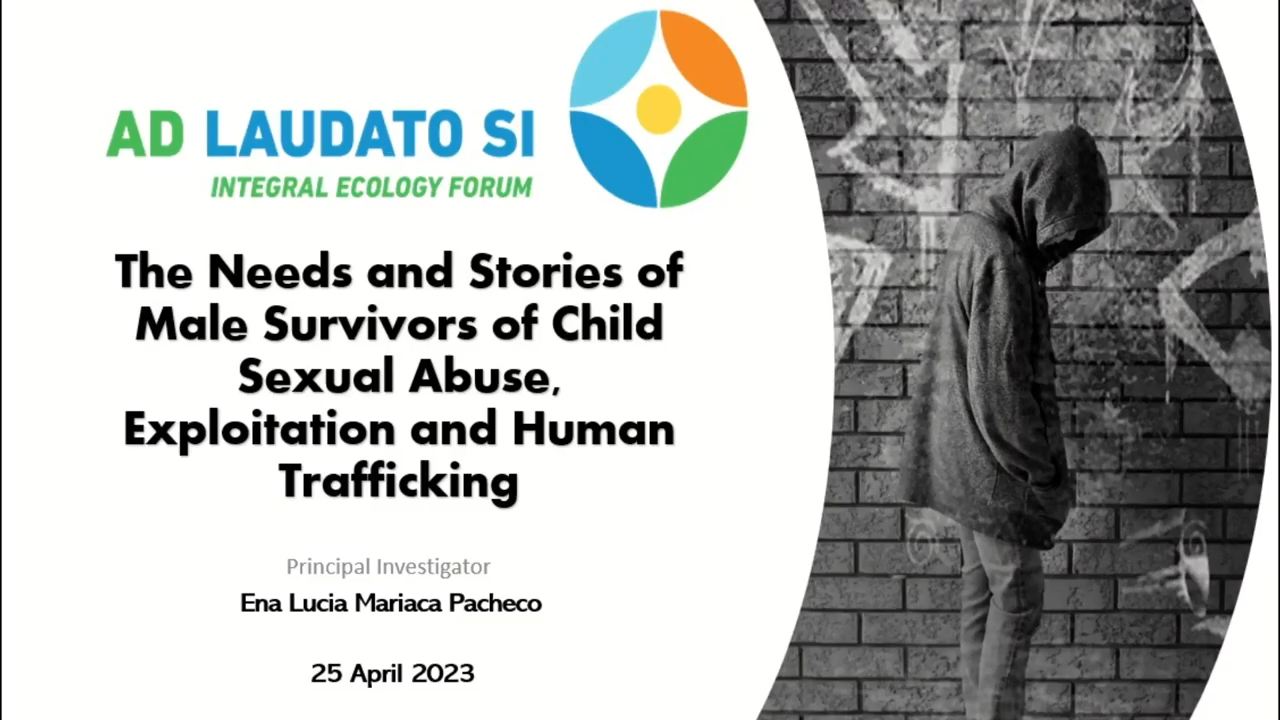 AD LAUDATO SI
INTEGRAL ECOLOGY FORUM
The Needs and Stories of
Male Survivors of Child
Sexual Abuse,
Exploitation and Human
Trafficking
Principal Investigator
Ena Lucia Mariaca Pacheco
25 April 2023